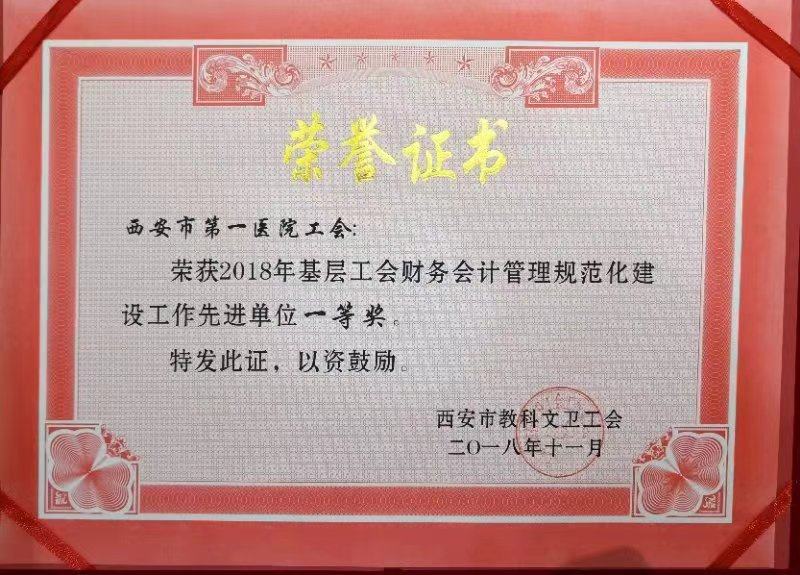 荣誉证书
西安市第一医院工会:
荣获2018年基层工会财务会计管理规范化建
设工作先进单位一等奖。
特发此证，以资鼓励。
西安市教科文卫工会
二〇一八年十一月